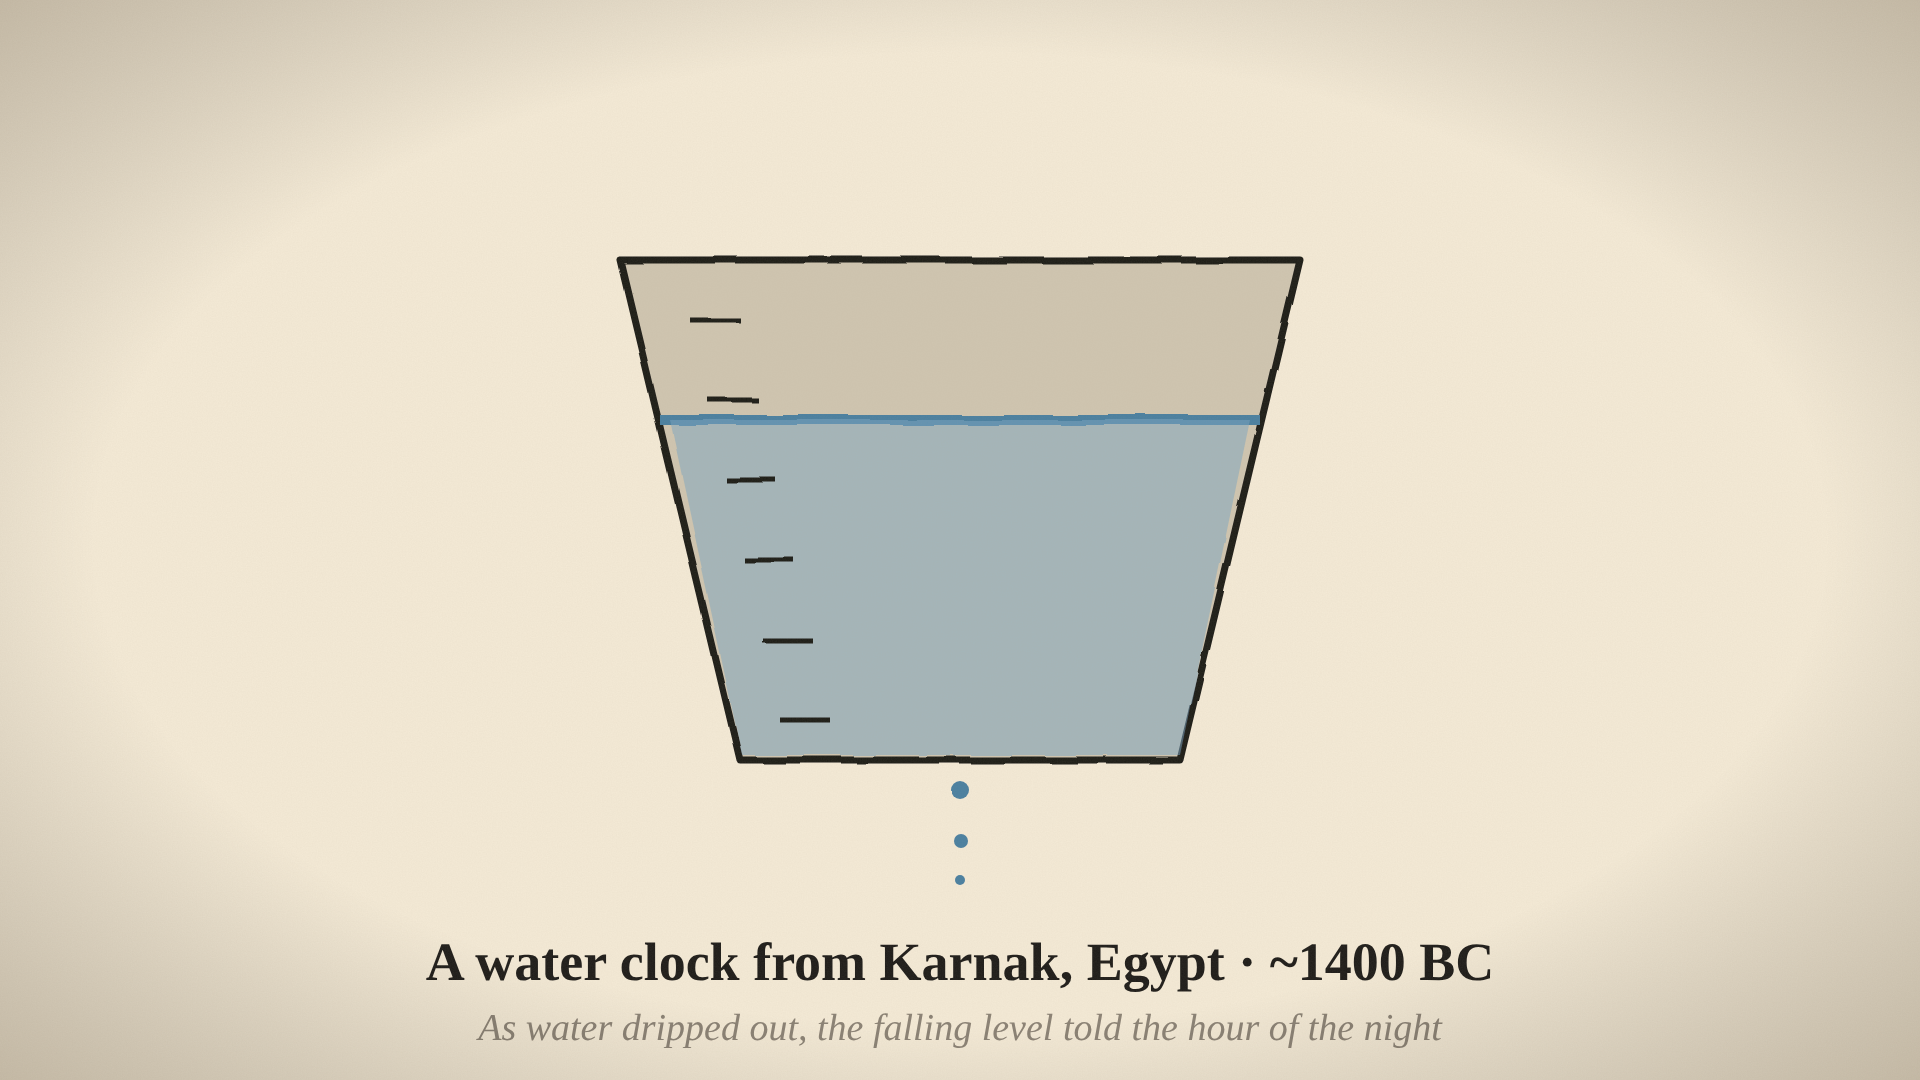 A water clock from Karnak, Egypt · ~1400 BC
As water dripped out, the falling level told the hour of the night